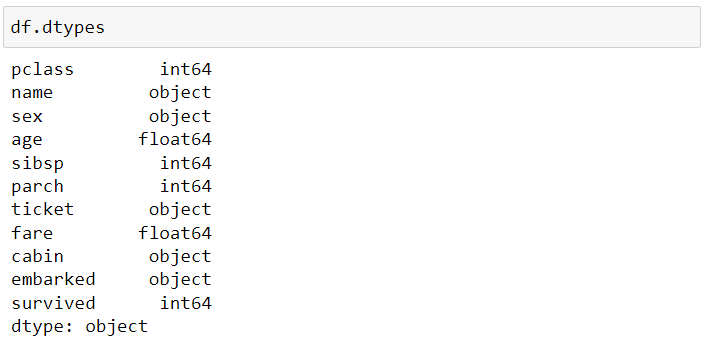 df.dtypes
pclass int64
name object
sex object
age float64
sibsp int64
parch int64
ticket object
fare float64
cabin object
embarked object
survived int64
dtype: object